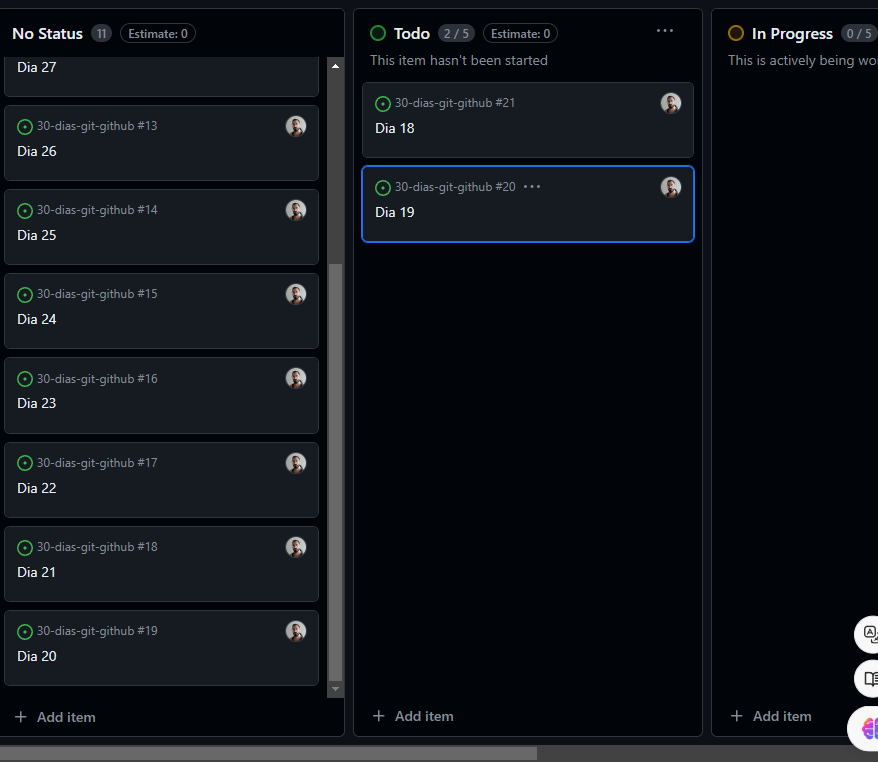 No Status 11 Estimate: 0
Dia 27
30-dias-git-github #13
Dia 26
30-dias-git-github #14
Dia 25
30-dias-git-github #15
Dia 24
30-dias-git-github #16
Dia 23
30-dias-git-github #17
Dia 22
30-dias-git-github #18
Dia 21
30-dias-git-github #19
Dia 20
+ Add item
Todo 2 / 5 Estimate: 0 ...
This item hasn't been started
30-dias-git-github #21
Dia 18
30-dias-git-github #20 ...
Dia 19
+ Add item
In Progress 0 / 5
This is actively being wo
+ Add item